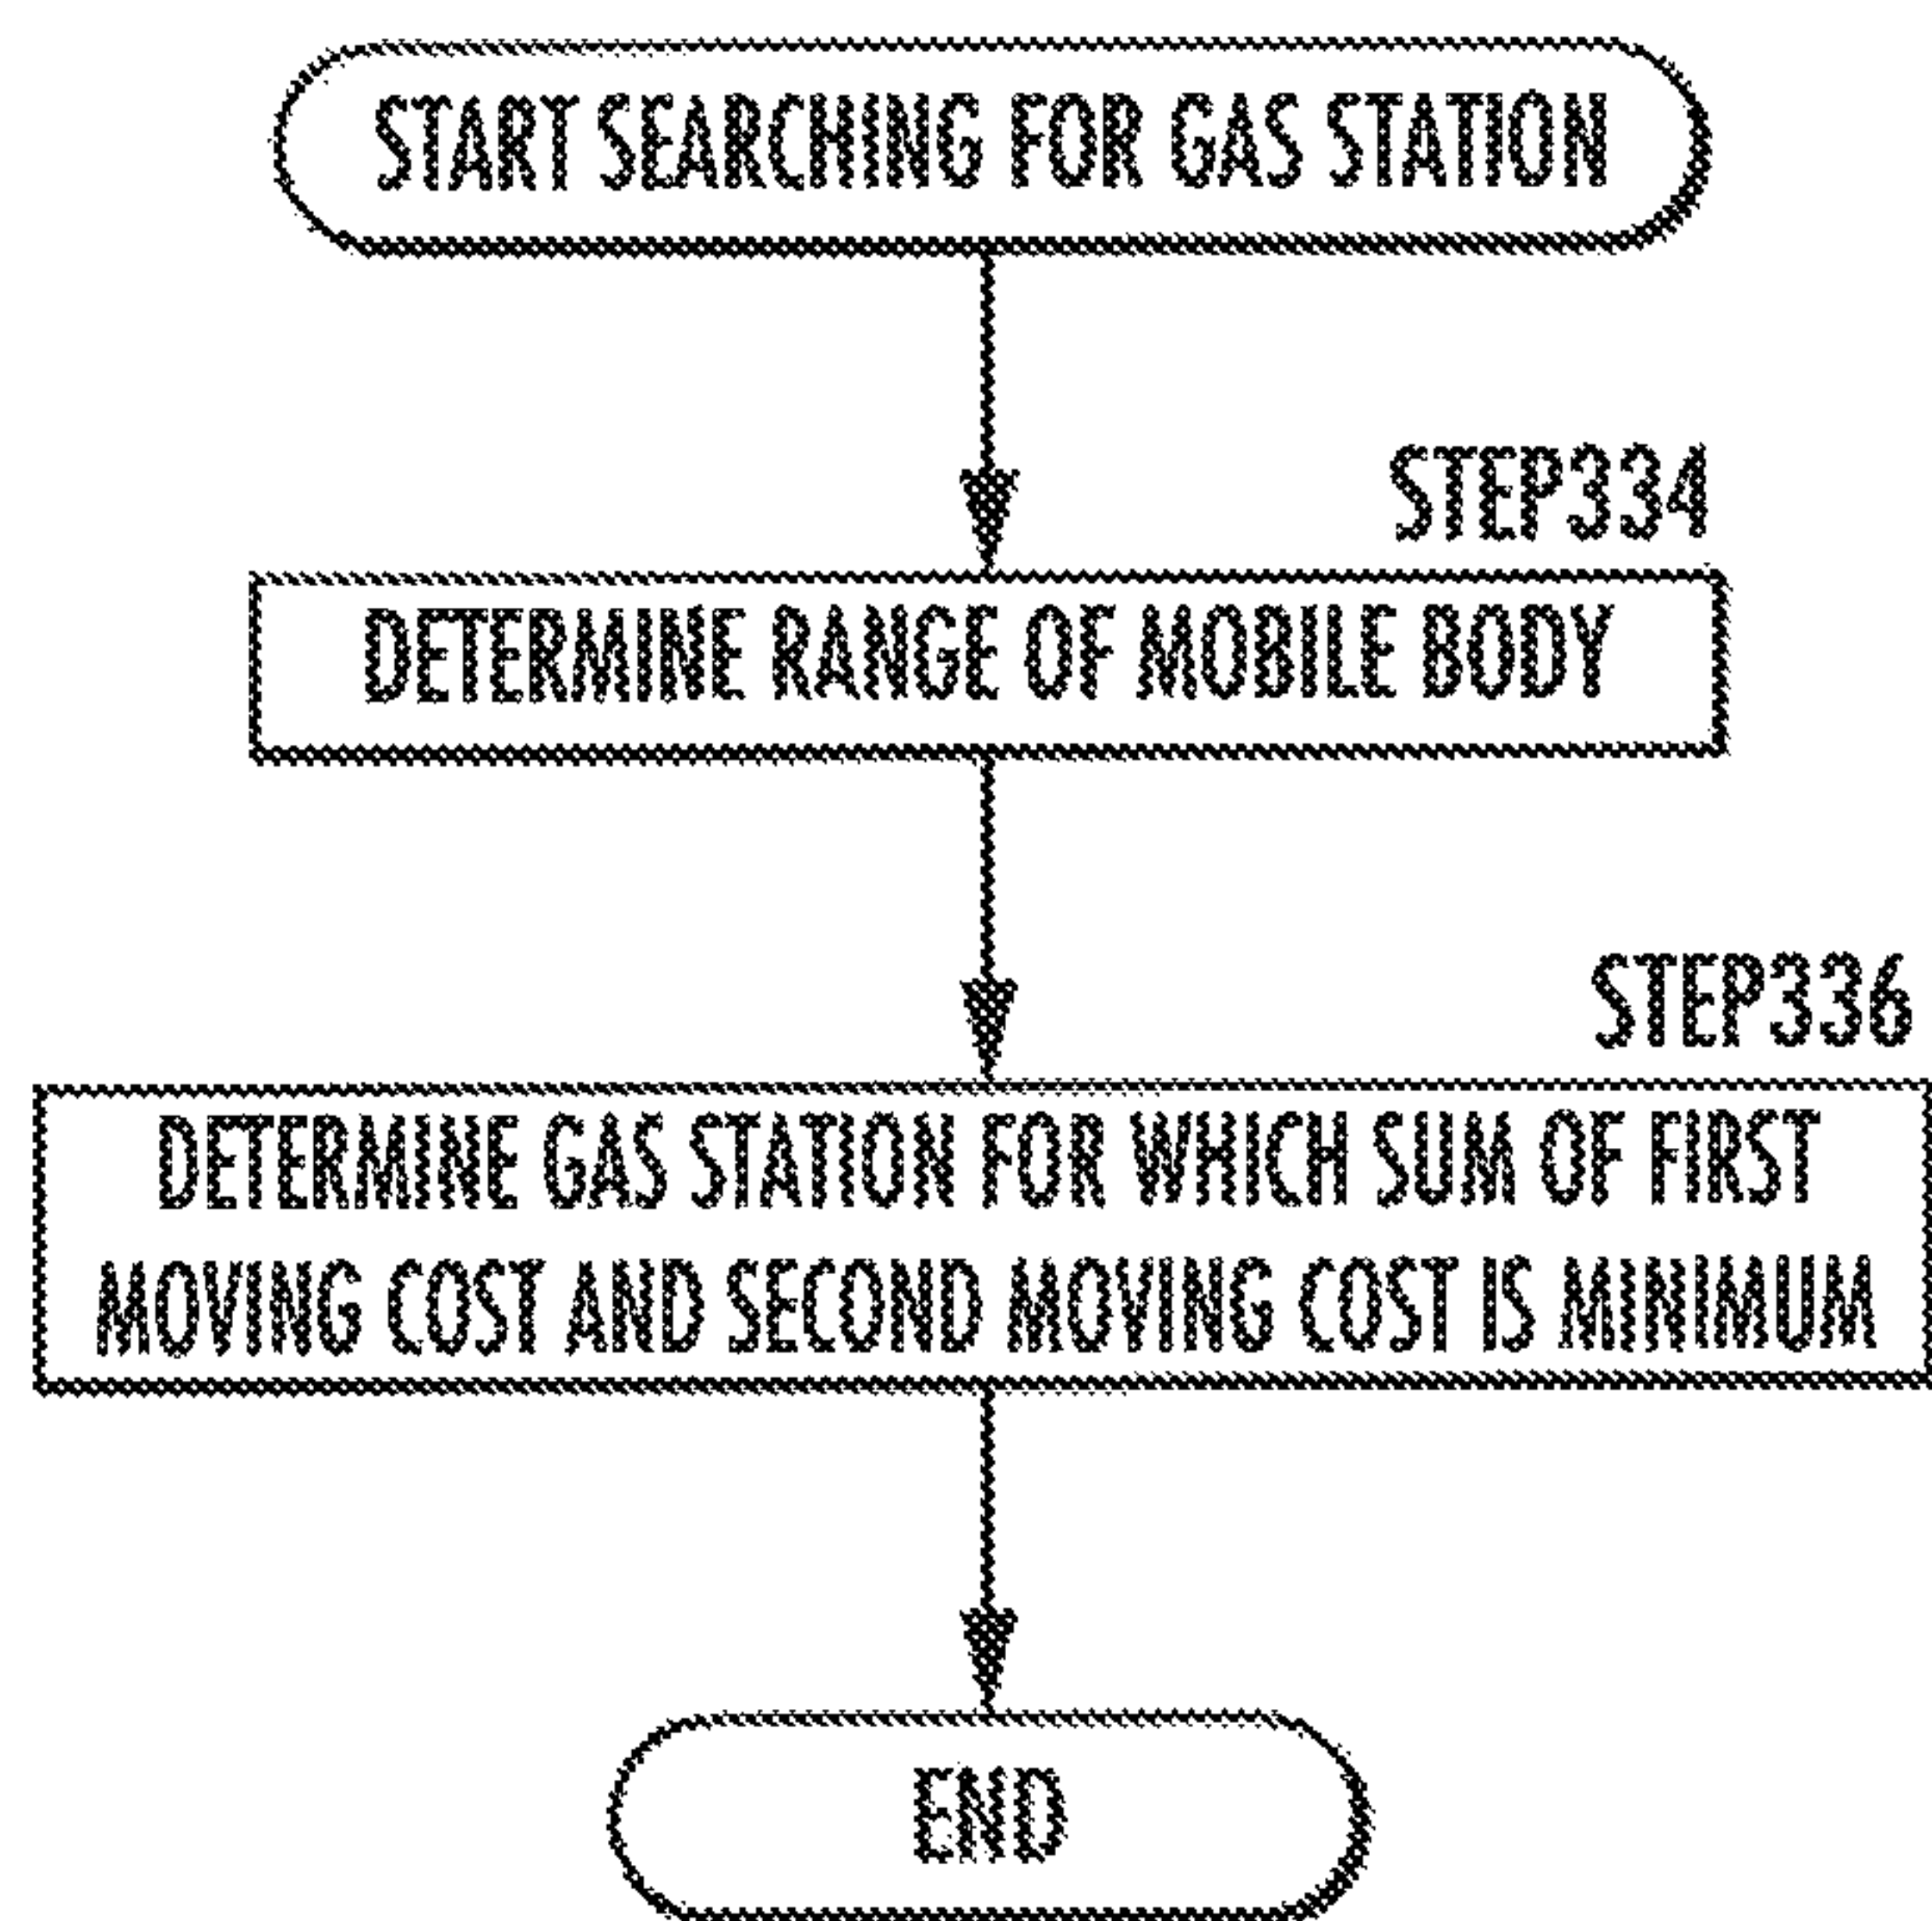 START SEARCHING FOR GAS STATION
STEP334
DETERMINE RANGE OF MOBILE BODY
STEP336
DETERMINE GAS STATION FOR WHICH SUM OF FIRST
MOVING COST AND SECOND MOVING COST IS MINIMUM
END